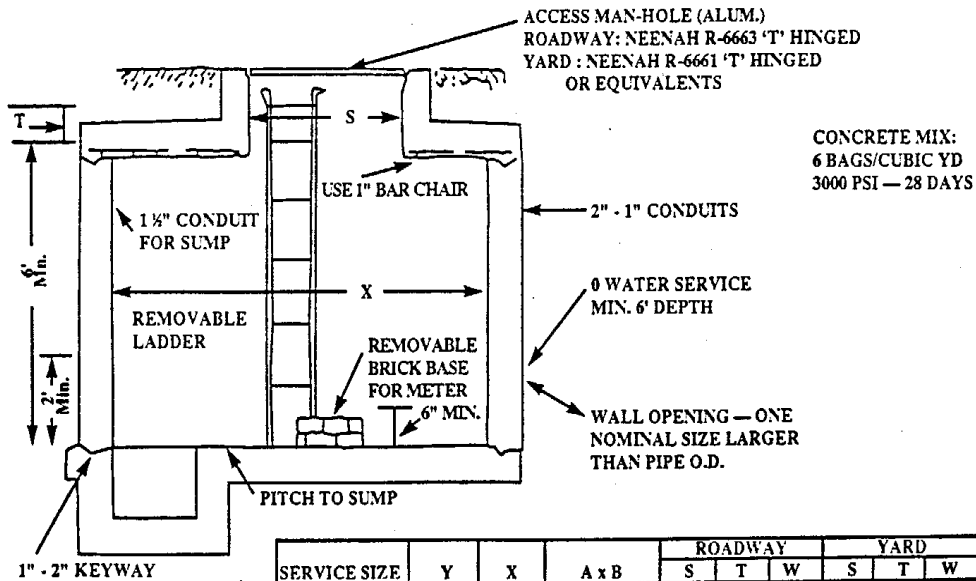 ACCESS MAN-HOLE (ALUM.)
ROADWAY: NEENAH R-6663 ‘T’ HINGED
YARD : NEENAH R-6661 ‘T’ HINGED
OR EQUIVALENTS
T
S
CONCRETE MIX:
6 BAGS/CUBIC YD
3000 PSI — 28 DAYS
USE 1" BAR CHAIR
1 ½" CONDUIT
FOR SUMP
2" - 1" CONDUITS
6'
Min.
X
0 WATER SERVICE
MIN. 6' DEPTH
REMOVABLE
LADDER
REMOVABLE
BRICK BASE
FOR METER
6" MIN.
2'
Min.
WALL OPENING — ONE
NOMINAL SIZE LARGER
THAN PIPE O.D.
PITCH TO SUMP
1" - 2" KEYWAY
ROADWAY YARD
SERVICE SIZE Y X A x B S T W S T W